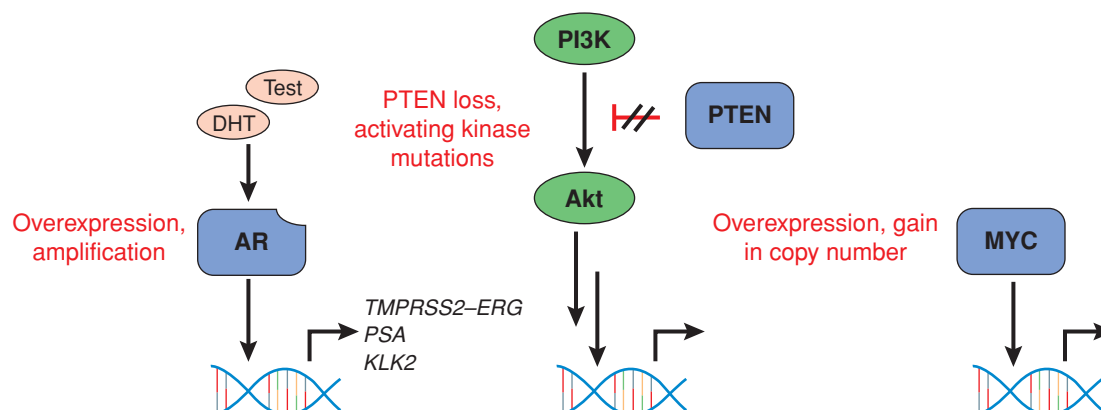 PI3K
Test
DHT
PTEN loss,
activating kinase
mutations
PTEN
Akt
Overexpression,
amplification
AR
Overexpression, gain
in copy number
MYC
TMPRSS2–ERG
PSA
KLK2